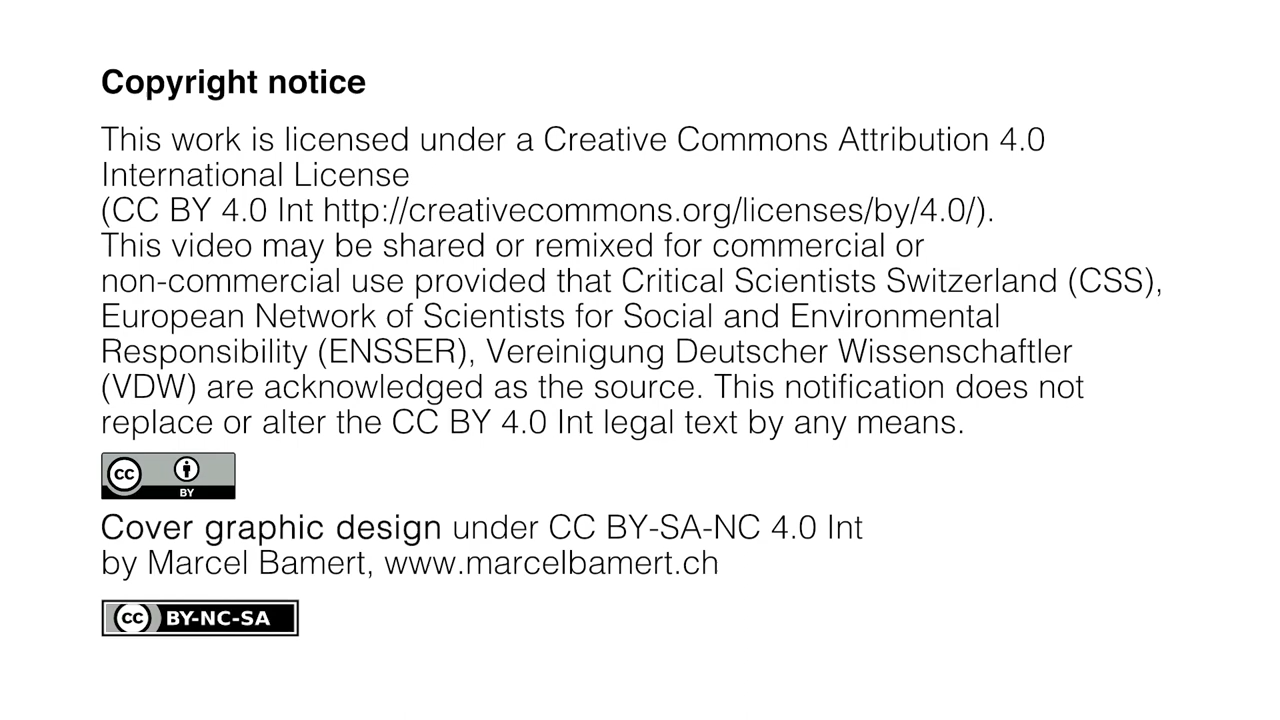 Copyright notice
This work is licensed under a Creative Commons Attribution 4.0
International License
(CC BY 4.0 Int http://creativecommons.org/licenses/by/4.0/).
This video may be shared or remixed for commercial or
non-commercial use provided that Critical Scientists Switzerland (CSS),
European Network of Scientists for Social and Environmental
Responsibility (ENSSER), Vereinigung Deutscher Wissenschaftler
(VDW) are acknowledged as the source. This notification does not
replace or alter the CC BY 4.0 Int legal text by any means.
cc
BY
Cover graphic design under CC BY-SA-NC 4.0 Int
by Marcel Bamert, www.marcelbamert.ch
cc BY-NC-SA